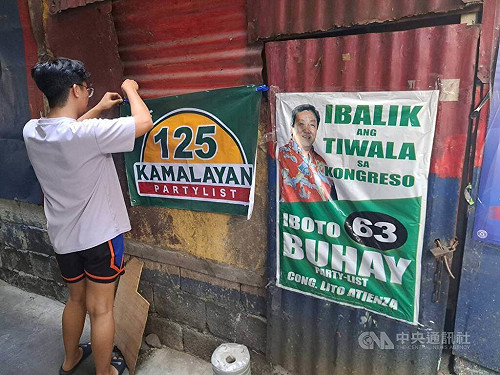 125
KAMALAYAN
PARTYLIST
IBALIK
ANG
TIWALA
SA
KONGRESO
IBOTO 63
BUHAY
PARTY-LIST
CONG. LITO ATIENZA
中央通訊社
CNA